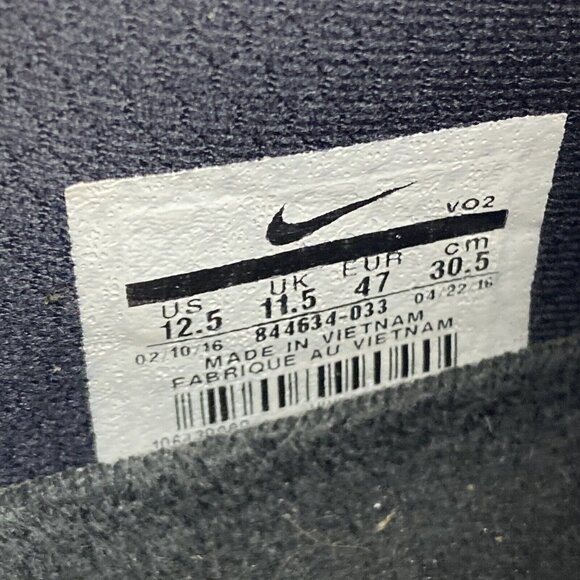 VO2
US UK EUR cm
12.5 11.5 47 30.5
02/10/16 844634-033 04/22/16
MADE IN VIETNAM
FABRIQUE AU VIETNAM